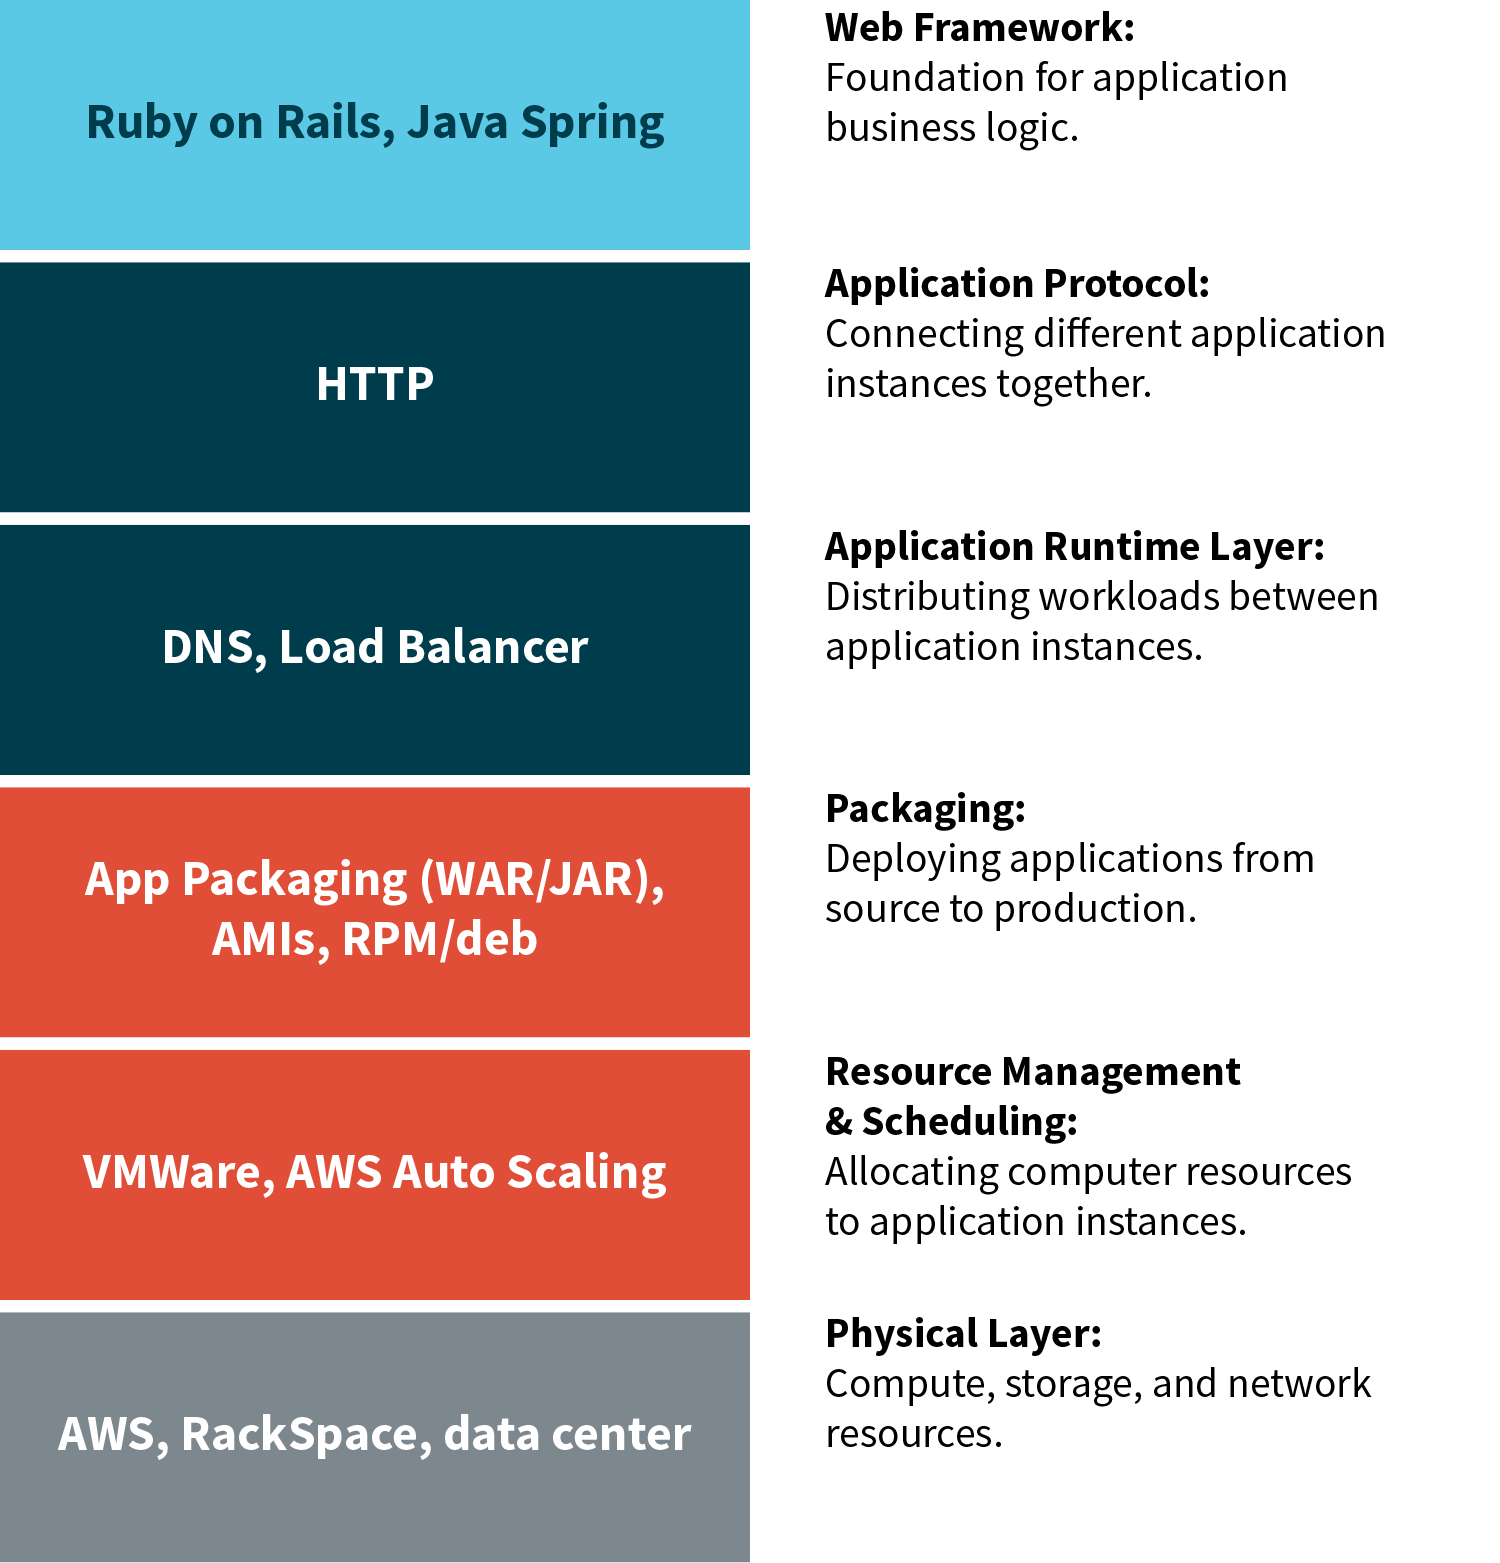 Ruby on Rails, Java Spring
Web Framework:
Foundation for application
business logic.
HTTP
Application Protocol:
Connecting different application
instances together.
DNS, Load Balancer
Application Runtime Layer:
Distributing workloads between
application instances.
App Packaging (WAR/JAR),
AMIs, RPM/deb
Packaging:
Deploying applications from
source to production.
VMWare, AWS Auto Scaling
Resource Management
& Scheduling:
Allocating computer resources
to application instances.
AWS, RackSpace, data center
Physical Layer:
Compute, storage, and network
resources.